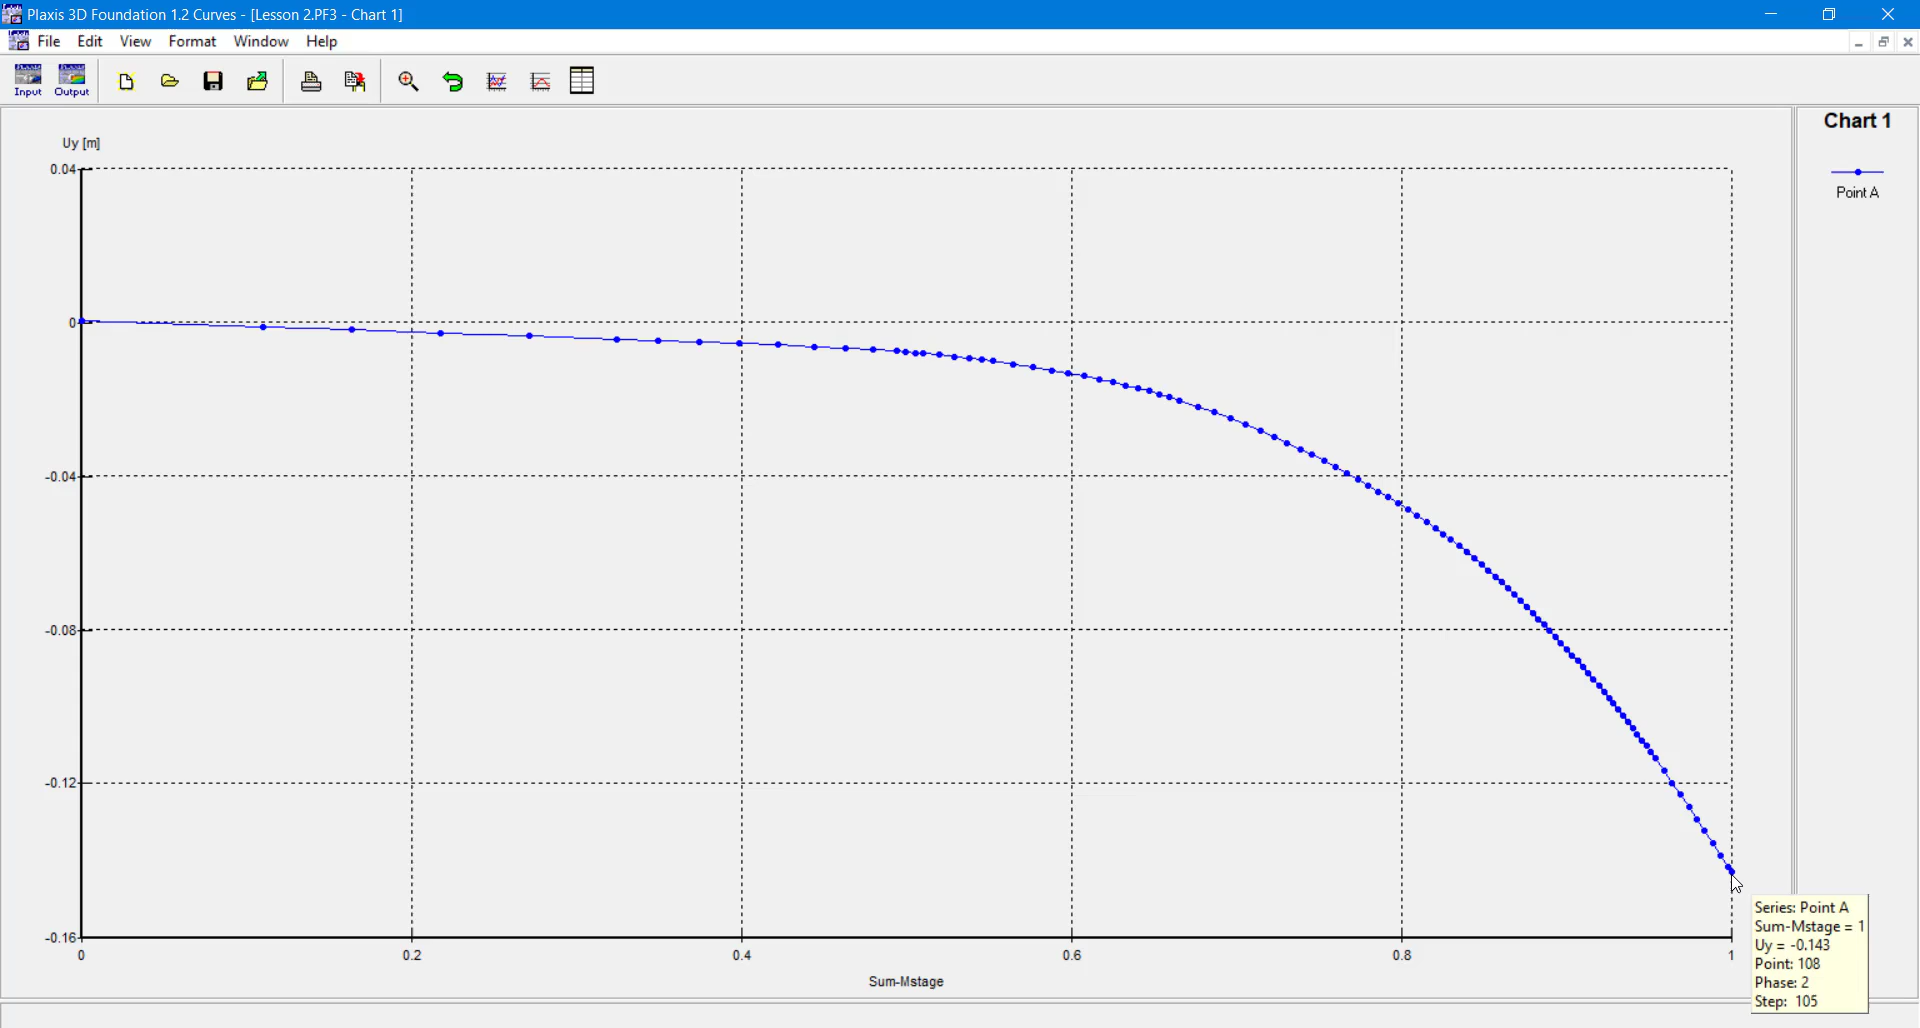 Plaxis 3D Foundation 1.2 Curves - [Lesson 2.PF3 - Chart 1]
File Edit View Format Window Help
Input Output
Chart 1
Point A
Uy [m]
0.04
0
-0.04
-0.08
-0.12
-0.16
0 0.2 0.4 0.6 0.8 1
Sum-Mstage
Series: Point A
Sum-Mstage = 1
Uy = -0.143
Point: 108
Phase: 2
Step: 105